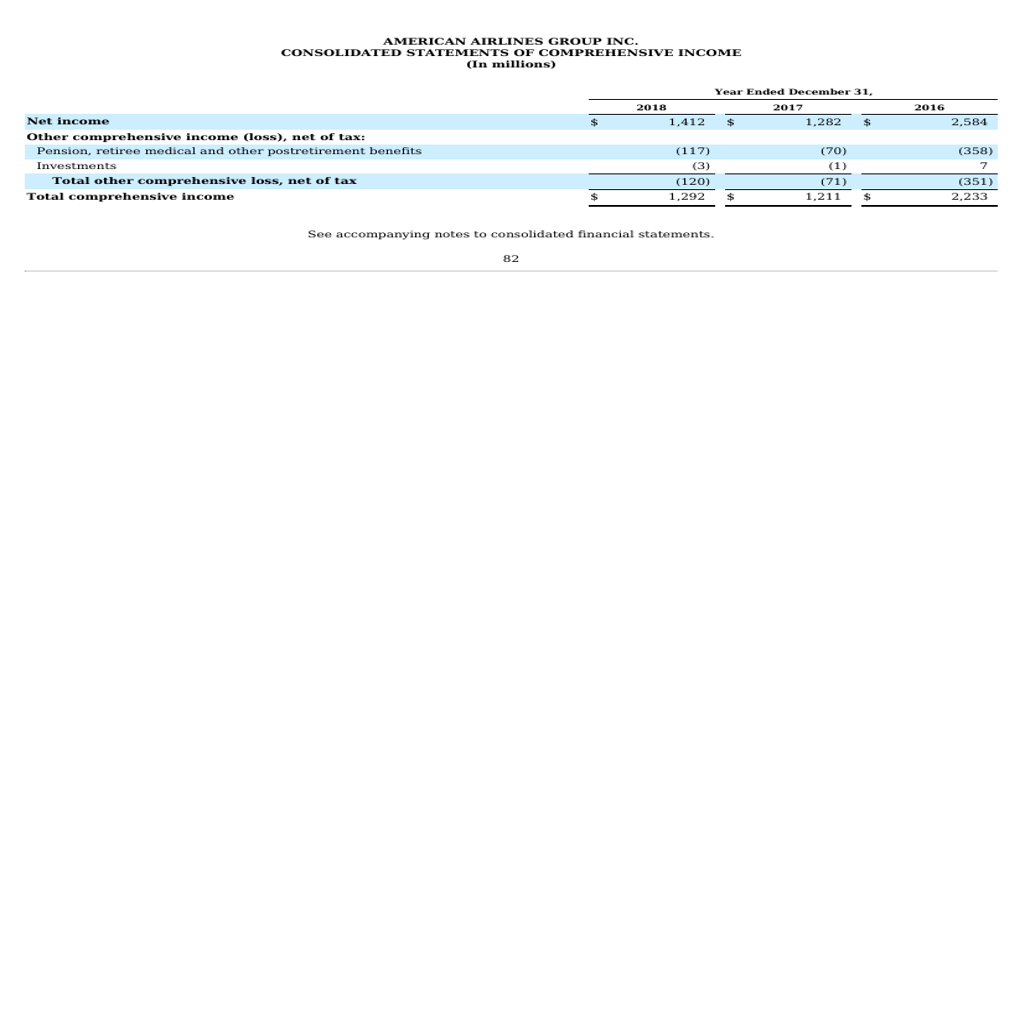 AMERICAN AIRLINES GROUP INC.
CONSOLIDATED STATEMENTS OF COMPREHENSIVE INCOME
(In millions)
Year Ended December 31,
2018 2017 2016
Net income $ 1,412 $ 1,282 $ 2,584
Other comprehensive income (loss), net of tax:
Pension, retiree medical and other postretirement benefits (117) (70) (358)
Investments (3) (1) 7
Total other comprehensive loss, net of tax (120) (71) (351)
Total comprehensive income $ 1,292 $ 1,211 $ 2,233
See accompanying notes to consolidated financial statements.
82